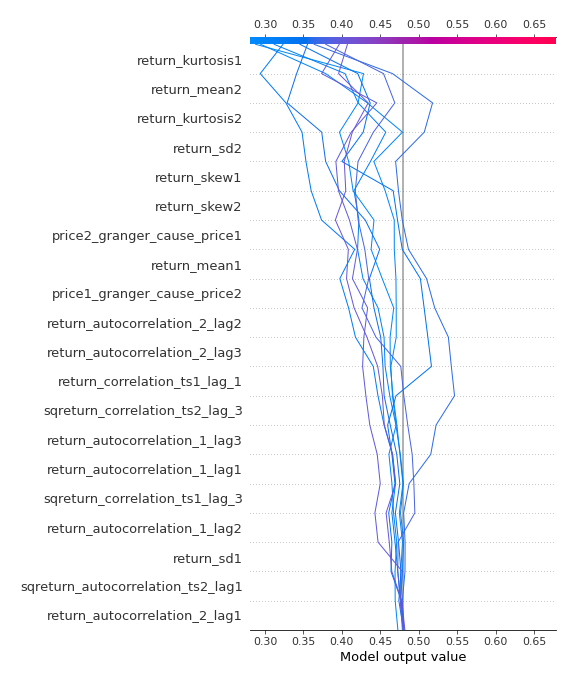 0.30 0.35 0.40 0.45 0.50 0.55 0.60 0.65
return_kurtosis1
return_mean2
return_kurtosis2
return_sd2
return_skew1
return_skew2
price2_granger_cause_price1
return_mean1
price1_granger_cause_price2
return_autocorrelation_2_lag2
return_autocorrelation_2_lag3
return_correlation_ts1_lag_1
sqreturn_correlation_ts2_lag_3
return_autocorrelation_1_lag3
return_autocorrelation_1_lag1
sqreturn_correlation_ts1_lag_3
return_autocorrelation_1_lag2
return_sd1
sqreturn_autocorrelation_ts2_lag1
return_autocorrelation_2_lag1
0.30 0.35 0.40 0.45 0.50 0.55 0.60 0.65
Model output value